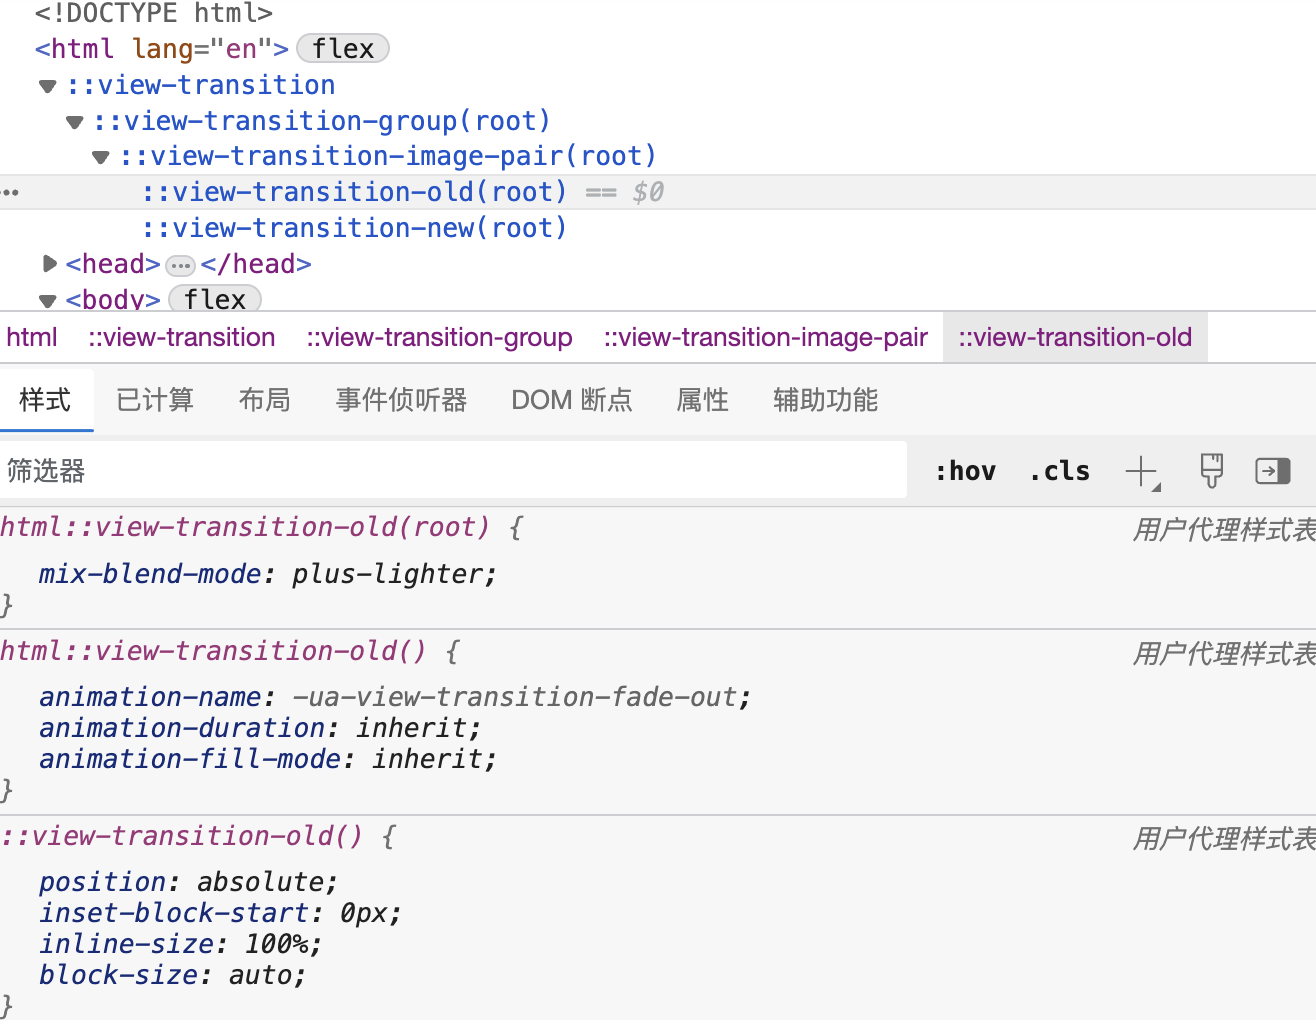 <!DOCTYPE html>
<html lang="en"> flex
::view-transition
::view-transition-group(root)
::view-transition-image-pair(root)
::view-transition-old(root) == $0
::view-transition-new(root)
<head> ••• </head>
<body> flex
html ::view-transition ::view-transition-group ::view-transition-image-pair ::view-transition-old
样式 已计算 布局 事件侦听器 DOM 断点 属性 辅助功能
筛选器 :hov .cls
html::view-transition-old(root) { 用户代理样式表
mix-blend-mode: plus-lighter;
}
html::view-transition-old() { 用户代理样式表
animation-name: -ua-view-transition-fade-out;
animation-duration: inherit;
animation-fill-mode: inherit;
}
::view-transition-old() { 用户代理样式表
position: absolute;
inset-block-start: 0px;
inline-size: 100%;
block-size: auto;
}